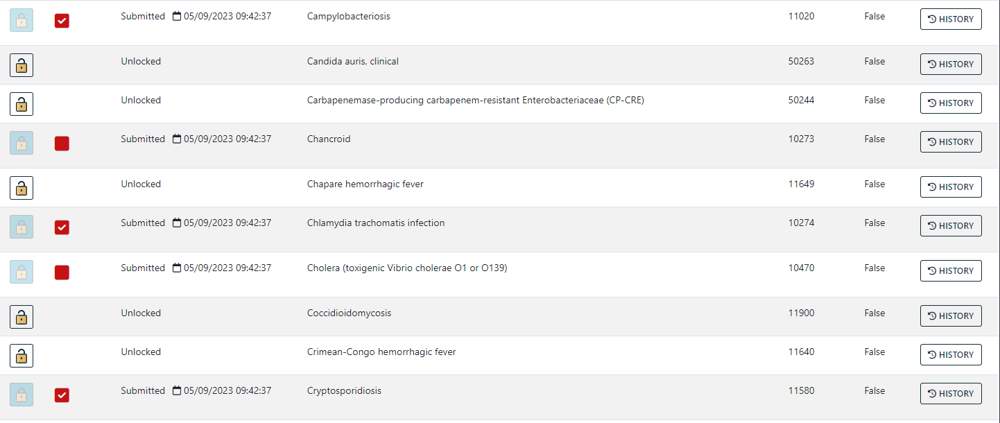 Submitted 05/09/2023 09:42:37 Campylobacteriosis 11020 False HISTORY
Unlocked Candida auris, clinical 50263 False HISTORY
Unlocked Carbapenemase-producing carbapenem-resistant Enterobacteriaceae (CP-CRE) 50244 False HISTORY
Submitted 05/09/2023 09:42:37 Chancroid 10273 False HISTORY
Unlocked Chapare hemorrhagic fever 11649 False HISTORY
Submitted 05/09/2023 09:42:37 Chlamydia trachomatis infection 10274 False HISTORY
Submitted 05/09/2023 09:42:37 Cholera (toxigenic Vibrio cholerae O1 or O139) 10470 False HISTORY
Unlocked Coccidioidomycosis 11900 False HISTORY
Unlocked Crimean-Congo hemorrhagic fever 11640 False HISTORY
Submitted 05/09/2023 09:42:37 Cryptosporidiosis 11580 False HISTORY